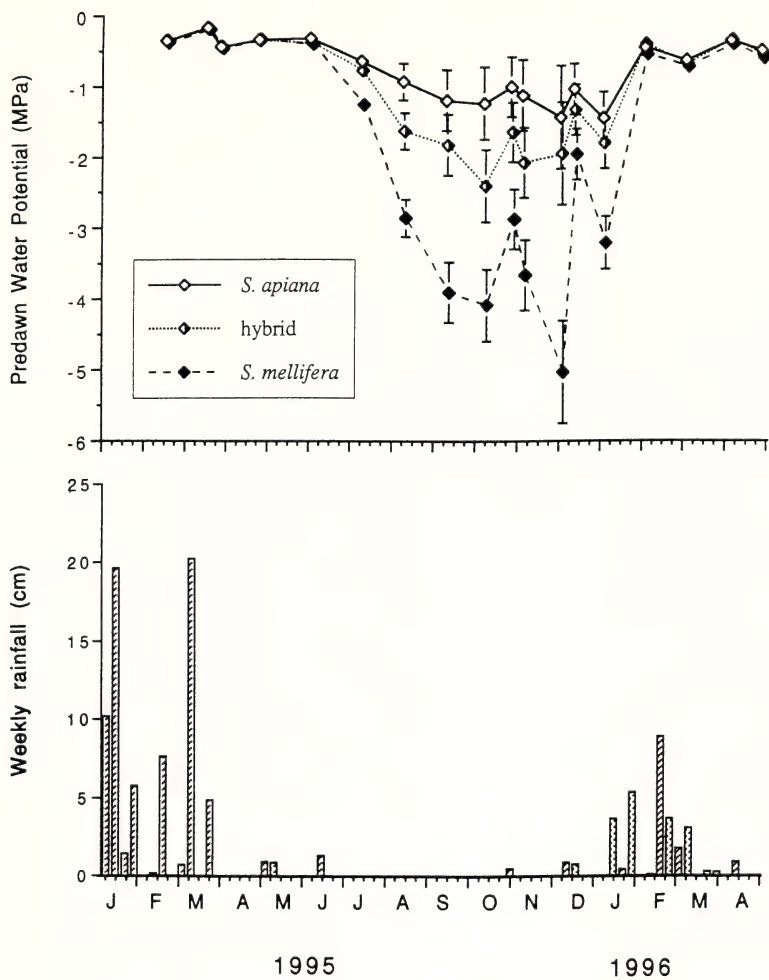 0
-1
-2
-3
-4
-5
-6
Predawn Water Potential (MPa)
S. apiana
hybrid
S. mellifera
25
20
15
10
5
0
Weekly rainfall (cm)
J F M A M J J A S O N D J F M A
1995 1996